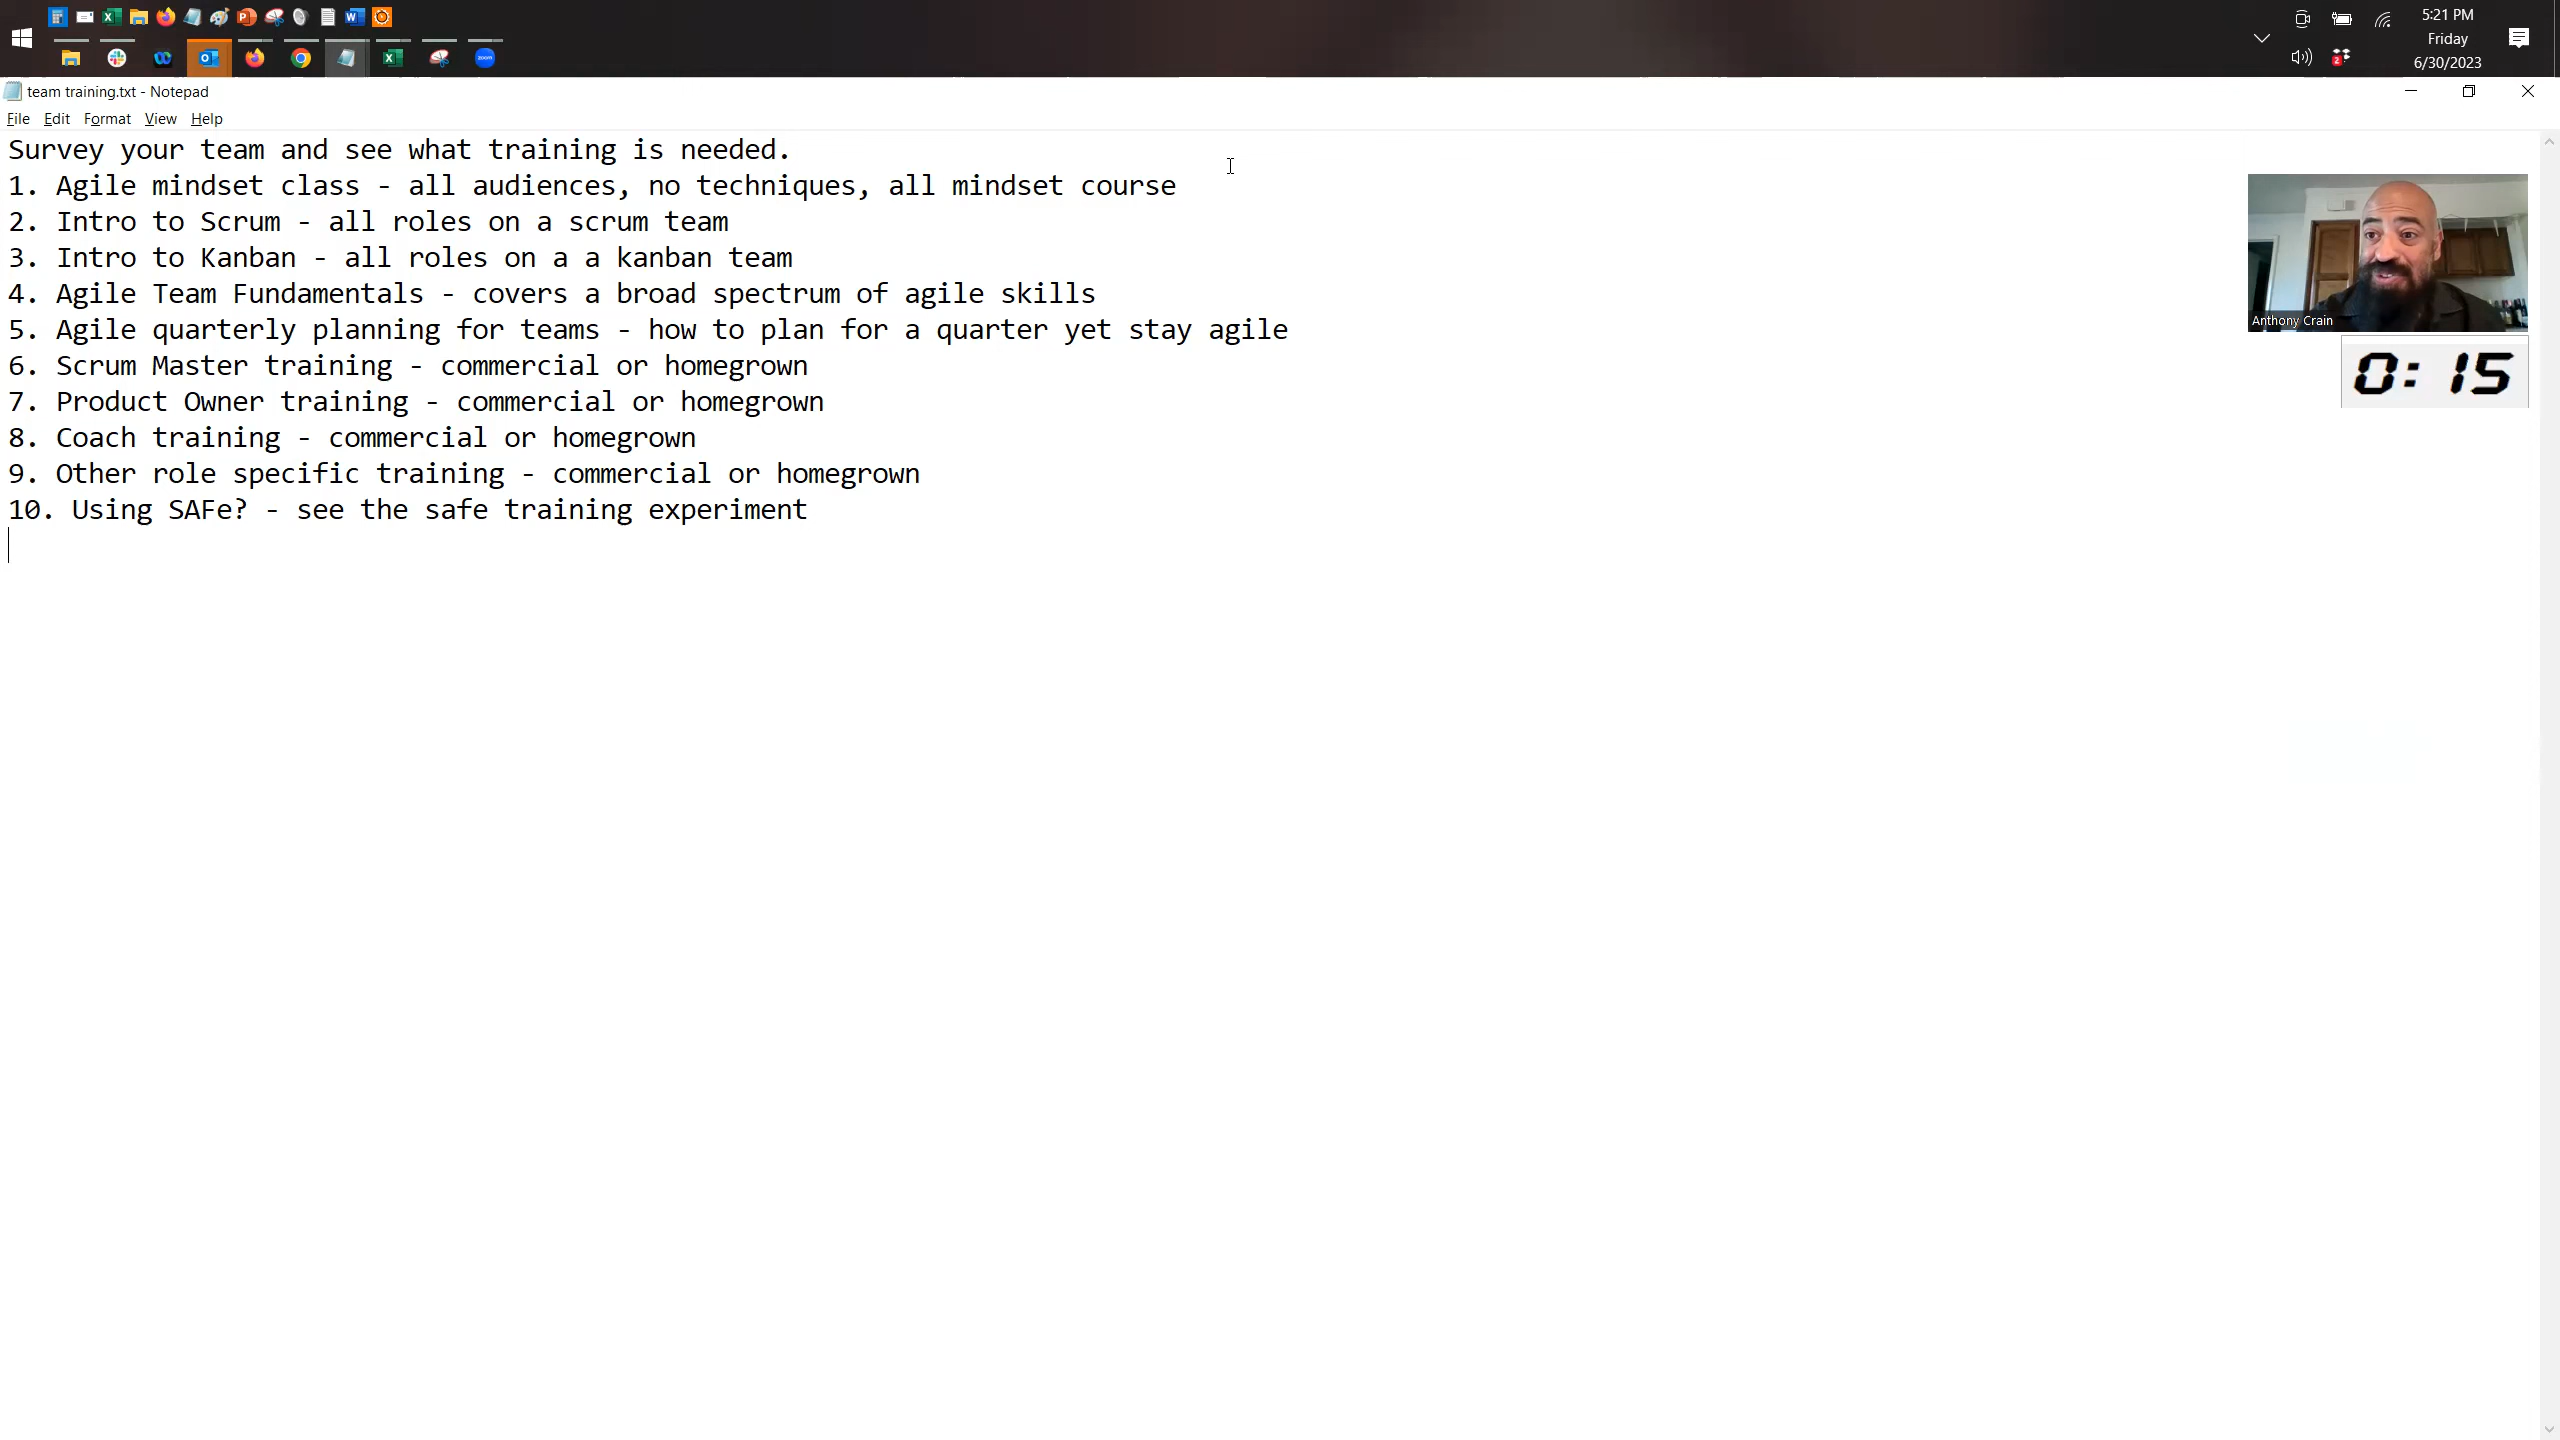 5:21 PM
Friday
6/30/2023
team training.txt - Notepad
File Edit Format View Help
Survey your team and see what training is needed.
1. Agile mindset class - all audiences, no techniques, all mindset course
2. Intro to Scrum - all roles on a scrum team
3. Intro to Kanban - all roles on a a kanban team
4. Agile Team Fundamentals - covers a broad spectrum of agile skills
5. Agile quarterly planning for teams - how to plan for a quarter yet stay agile
6. Scrum Master training - commercial or homegrown
7. Product Owner training - commercial or homegrown
8. Coach training - commercial or homegrown
9. Other role specific training - commercial or homegrown
10. Using SAFe? - see the safe training experiment
Anthony Crain
0:15